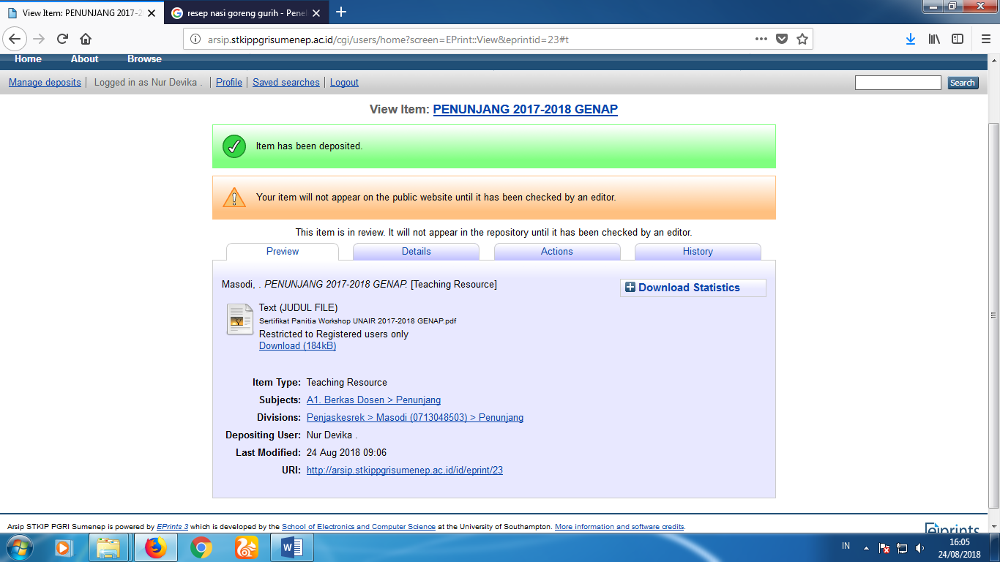 View Item: PENUNJANG 2017-2
resep nasi goreng gurih - Pene
arsip.stkippgrisumenep.ac.id/cgi/users/home?screen=EPrint::View&eprintid=23#t
Home About Browse
Manage deposits Logged in as Nur Devika . Profile Saved searches Logout Search
View Item: PENUNJANG 2017-2018 GENAP
Item has been deposited.
Your item will not appear on the public website until it has been checked by an editor.
This item is in review. It will not appear in the repository until it has been checked by an editor.
Preview Details Actions History
Masodi, . PENUNJANG 2017-2018 GENAP. [Teaching Resource]
Download Statistics
Text (JUDUL FILE)
Sertifikat Panitia Workshop UNAIR 2017-2018 GENAP.pdf
Restricted to Registered users only
Download (184kB)
Item Type: Teaching Resource
Subjects: A1. Berkas Dosen > Penunjang
Divisions: Penjaskesrek > Masodi (0713048503) > Penunjang
Depositing User: Nur Devika .
Last Modified: 24 Aug 2018 09:06
URI: http://arsip.stkippgrisumenep.ac.id/id/eprint/23
Arsip STKIP PGRI Sumenep is powered by EPrints 3 which is developed by the School of Electronics and Computer Science at the University of Southampton. More information and software credits.
eprints
IN
16:05
24/08/2018